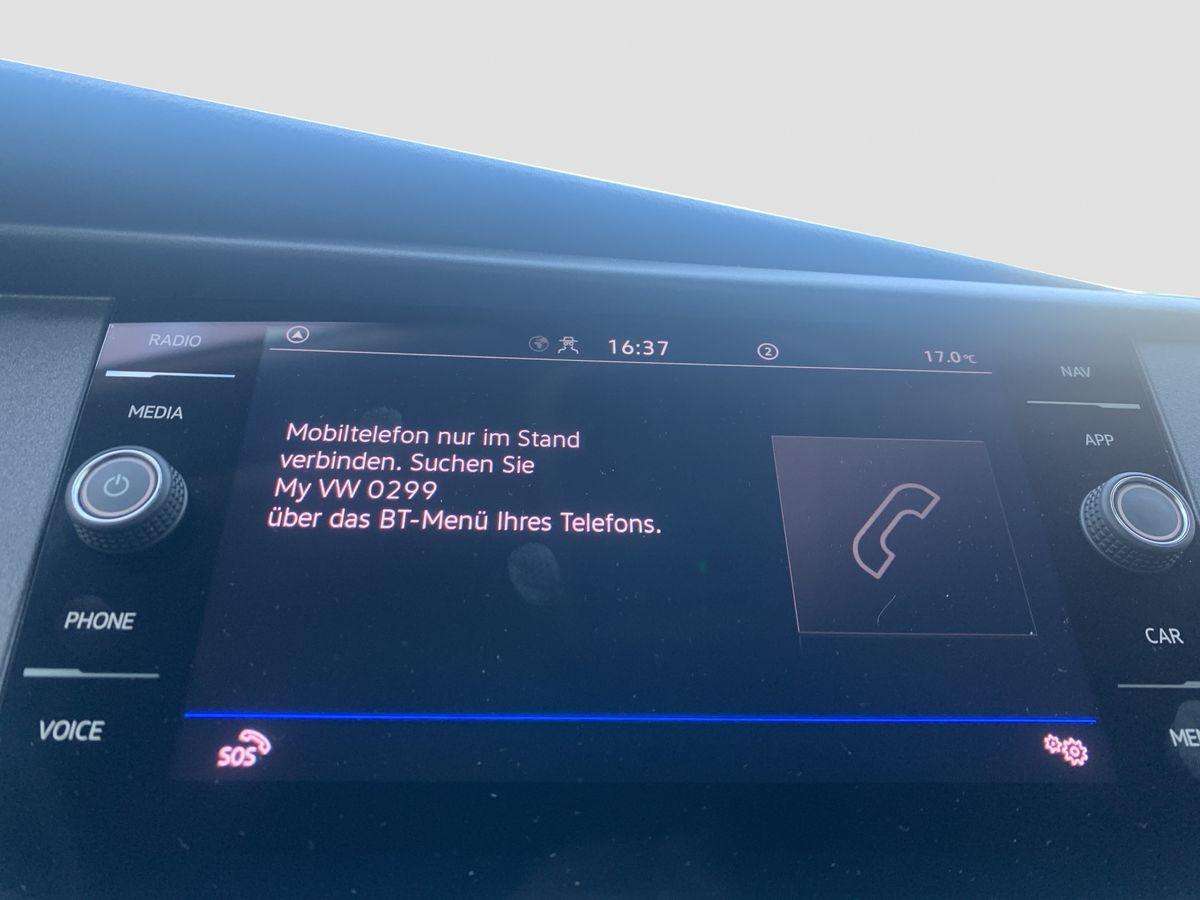 RADIO
16:37
2
17.0°C
NAV
MEDIA
APP
Mobiltelefon nur im Stand
verbinden. Suchen Sie
My VW 0299
über das BT-Menü Ihres Telefons.
PHONE
CAR
VOICE
SOS